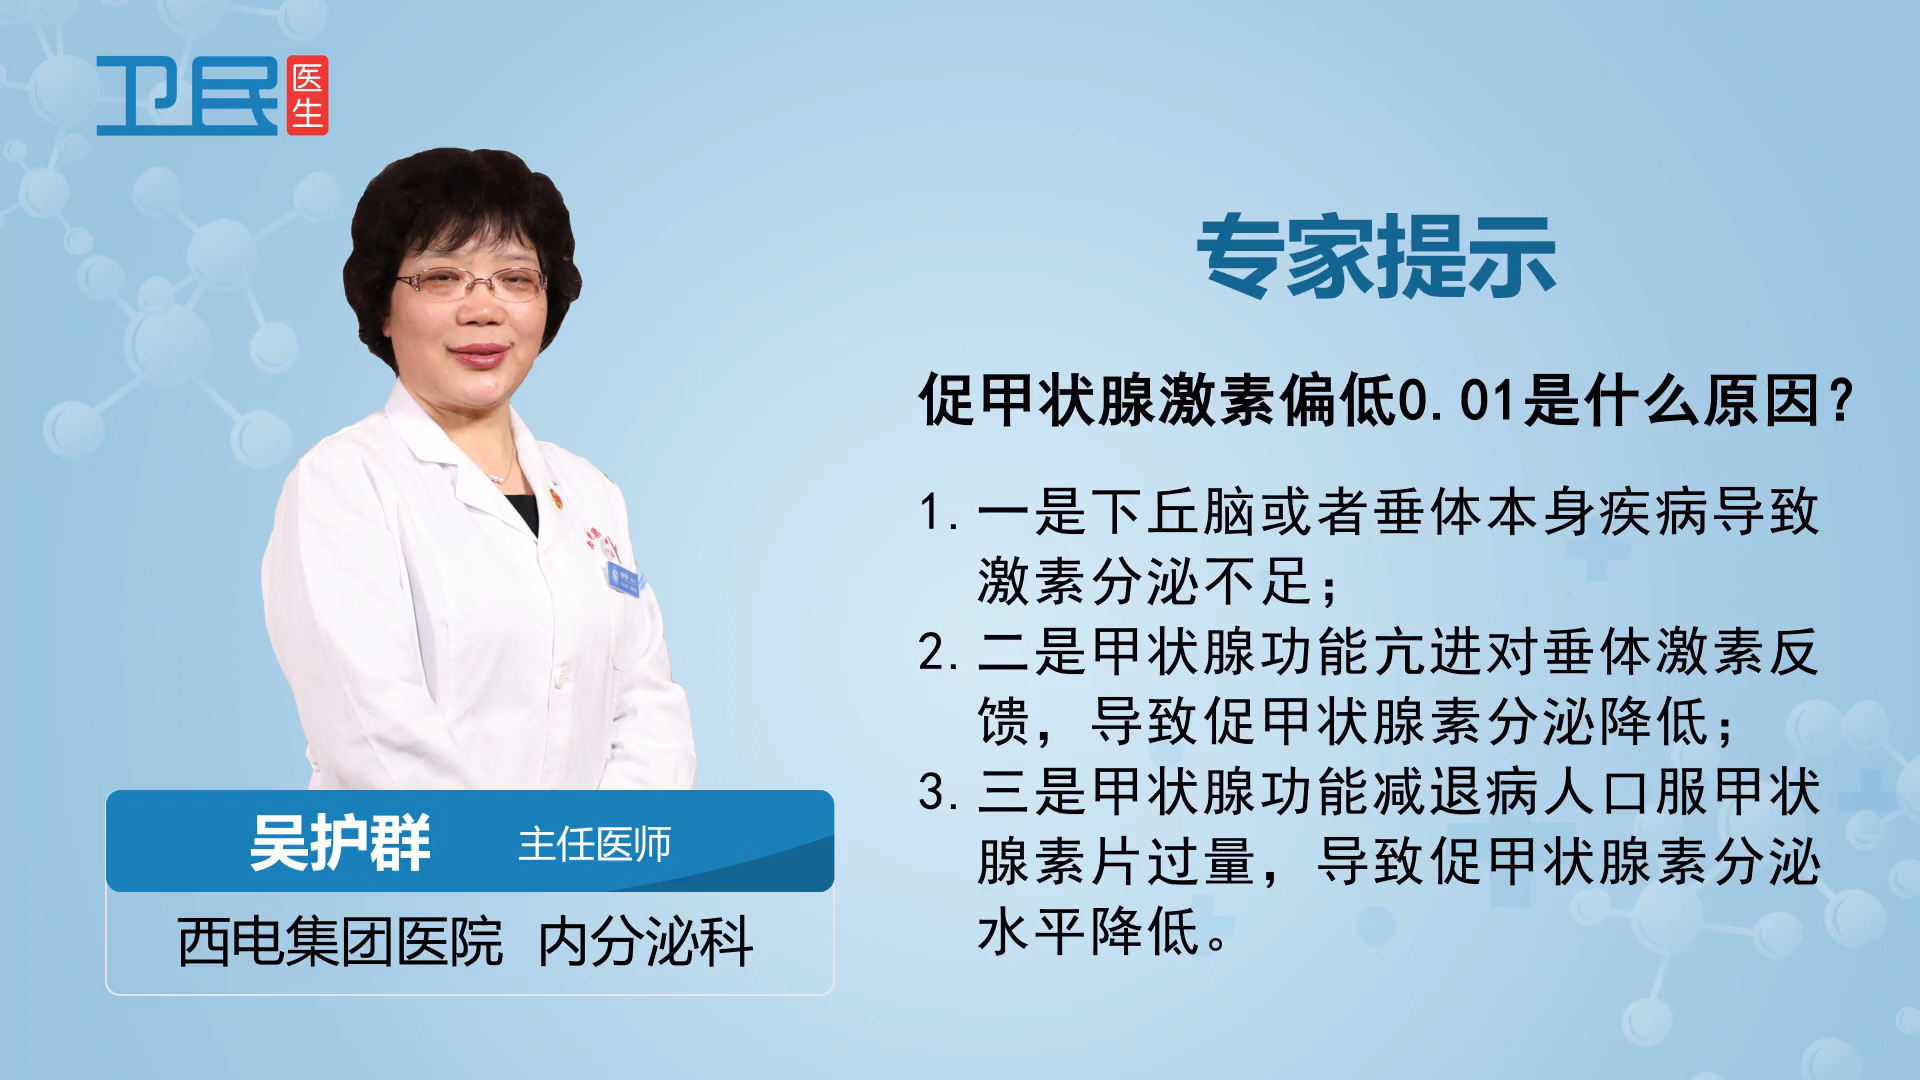 卫民
医生
专家提示
促甲状腺激素偏低0.01是什么原因？
1.一是下丘脑或者垂体本身疾病导致
激素分泌不足；
2.二是甲状腺功能亢进对垂体激素反
馈，导致促甲状腺素分泌降低；
3.三是甲状腺功能减退病人口服甲状
腺素片过量，导致促甲状腺素分泌
水平降低。
吴护群 主任医师
西电集团医院 内分泌科